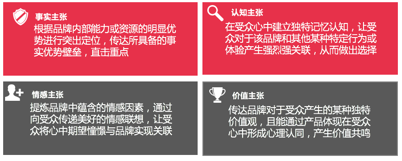 事实主张
根据品牌内部能力或资源的明显优
势进行突出定位，传达所具备的事
实优势壁垒，直击重点
认知主张
在受众心中建立独特记忆认知，让受
众对于该品牌和其他某种特定行为或
体验产生强烈强关联，从而做出选择
情感主张
提炼品牌中蕴含的情感因素，通过
向受众传递美好的情感联想，让受
众将心中期望憧憬与品牌实现关联
价值主张
传达品牌对于受众产生的某种独特
价值观，且能通过产品体现在受众
心中形成心理认同，产生价值共鸣